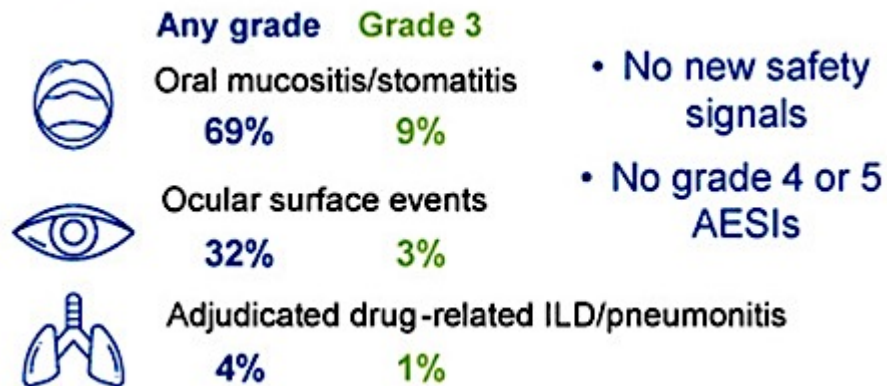 Any grade Grade 3
Oral mucositis/stomatitis
69% 9%
Ocular surface events
32% 3%
Adjudicated drug-related ILD/pneumonitis
4% 1%
• No new safety
signals
• No grade 4 or 5
AESIs